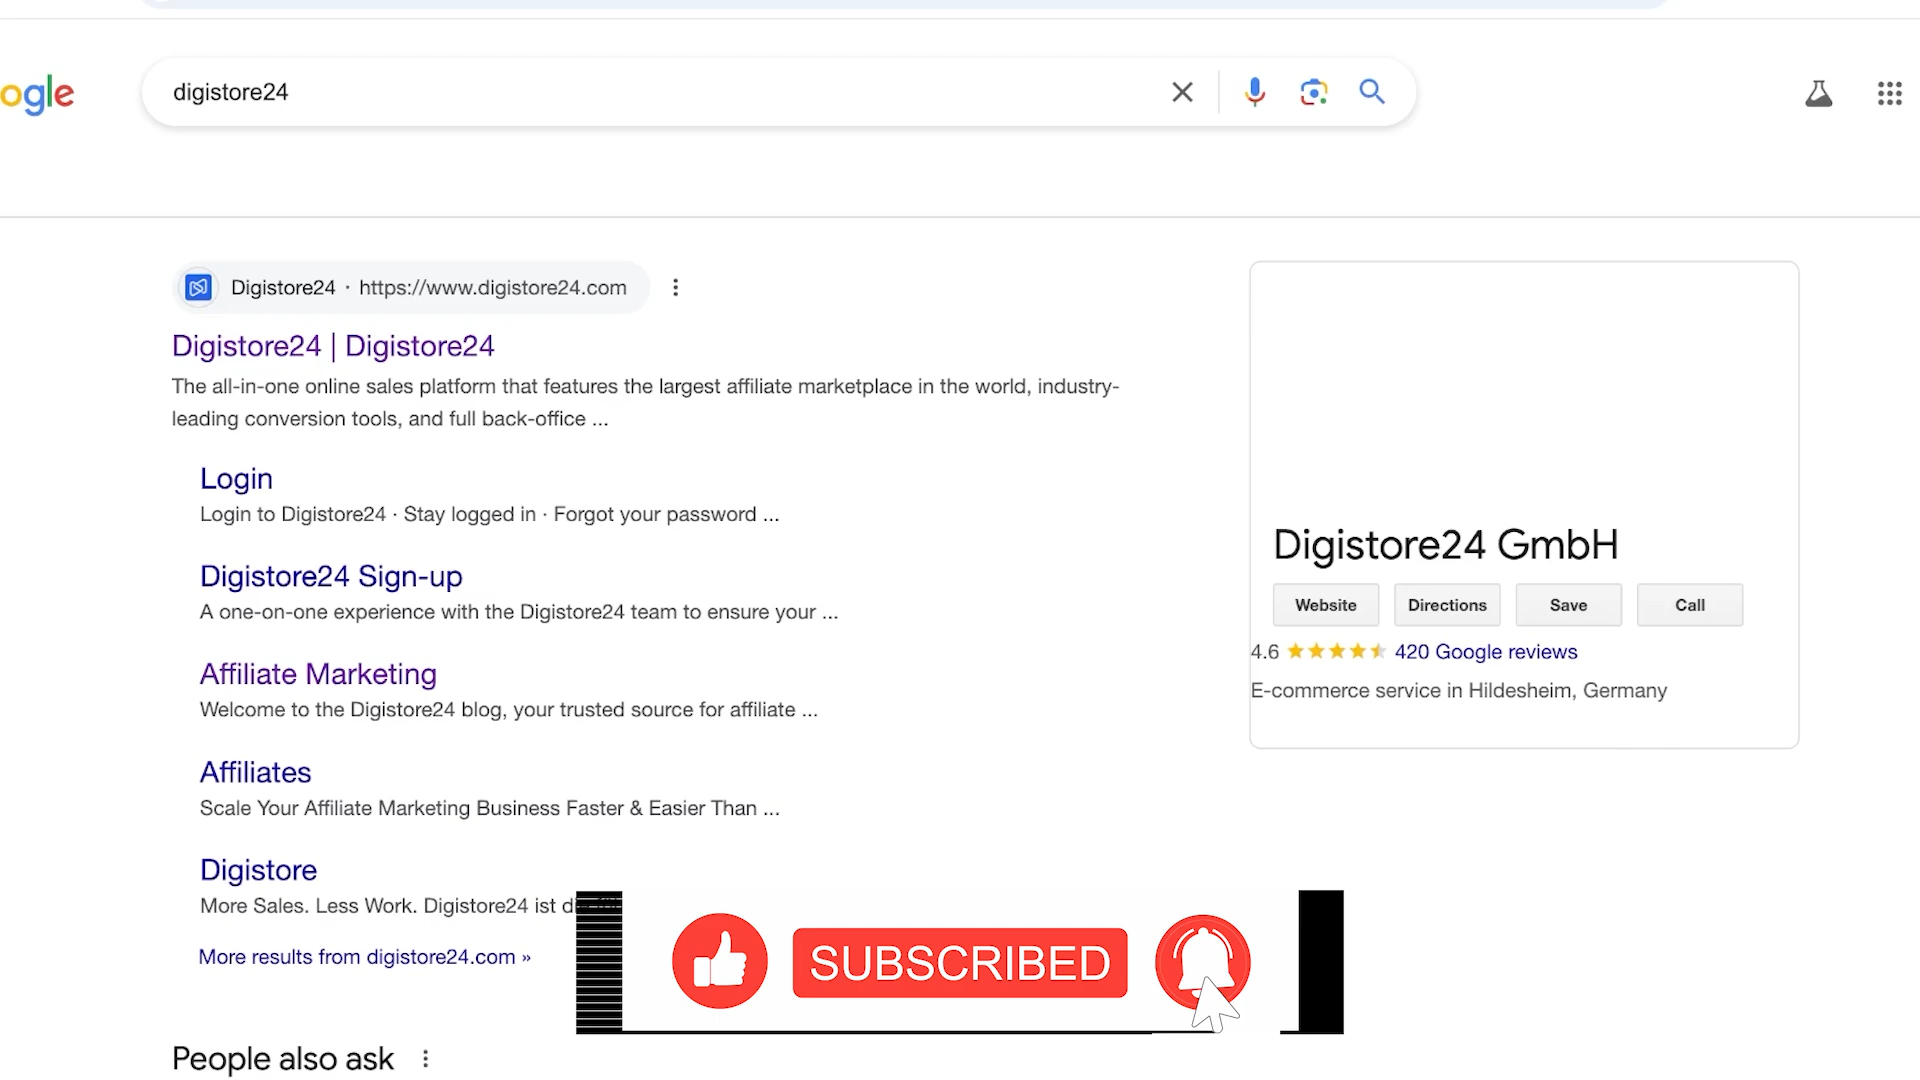 ogle
digistore24
Digistore24 · https://www.digistore24.com
Digistore24 | Digistore24
The all-in-one online sales platform that features the largest affiliate marketplace in the world, industry-
leading conversion tools, and full back-office ...
Login
Login to Digistore24 · Stay logged in · Forgot your password ...
Digistore24 Sign-up
A one-on-one experience with the Digistore24 team to ensure your ...
Affiliate Marketing
Welcome to the Digistore24 blog, your trusted source for affiliate ...
Affiliates
Scale Your Affiliate Marketing Business Faster & Easier Than ...
Digistore
More Sales. Less Work. Digistore24 ist
More results from digistore24.com »
People also ask
Digistore24 GmbH
Website
Directions
Save
Call
4.6 420 Google reviews
E-commerce service in Hildesheim, Germany
SUBSCRIBED